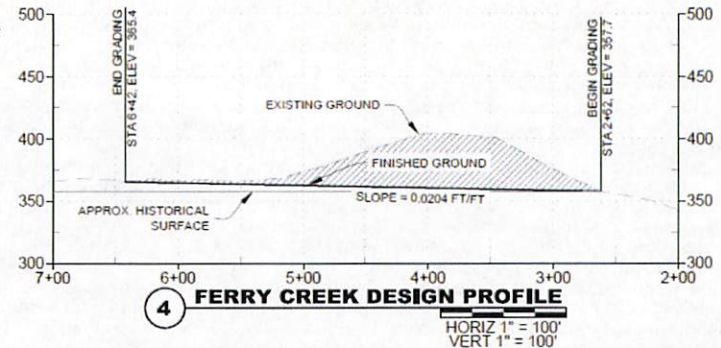 500
500
450
450
400
400
350
350
300
300
END GRADING
STA 6+42, ELEV = 365.4
BEGIN GRADING
STA 2+62, ELEV = 357.7
EXISTING GROUND
FINISHED GROUND
SLOPE = 0.0204 FT/FT
APPROX. HISTORICAL
SURFACE
7+00 6+00 5+00 4+00 3+00 2+00
4 FERRY CREEK DESIGN PROFILE
HORIZ 1" = 100'
VERT 1" = 100'